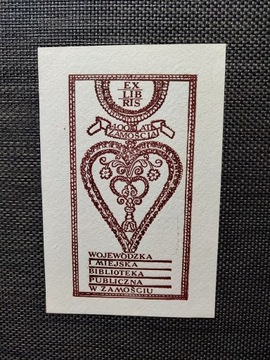 EX
LIB
RIS
400 LAT
ZAMOŚCIA
WOJEWÓDZKA
I MIEJSKA
BIBLIOTEKA
PUBLICZNA
W ZAMOŚCIU